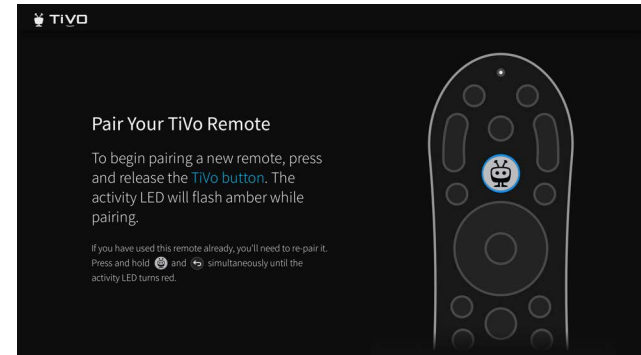 TiVo
Pair Your TiVo Remote
To begin pairing a new remote, press
and release the TiVo button. The
activity LED will flash amber while
pairing.
If you have used this remote already, you'll need to re-pair it.
Press and hold and simultaneously until the
activity LED turns red.